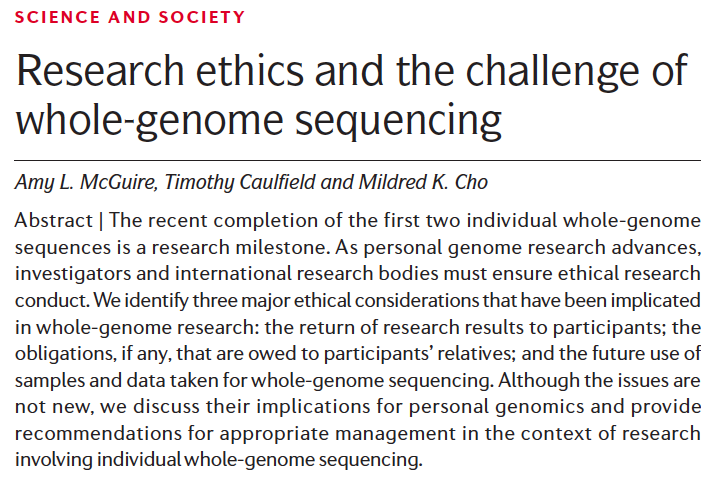 SCIENCE AND SOCIETY
Research ethics and the challenge of
whole-genome sequencing
Amy L. McGuire, Timothy Caulfield and Mildred K. Cho
Abstract | The recent completion of the first two individual whole-genome
sequences is a research milestone. As personal genome research advances,
investigators and international research bodies must ensure ethical research
conduct. We identify three major ethical considerations that have been implicated
in whole-genome research: the return of research results to participants; the
obligations, if any, that are owed to participants’ relatives; and the future use of
samples and data taken for whole-genome sequencing. Although the issues are
not new, we discuss their implications for personal genomics and provide
recommendations for appropriate management in the context of research
involving individual whole-genome sequencing.